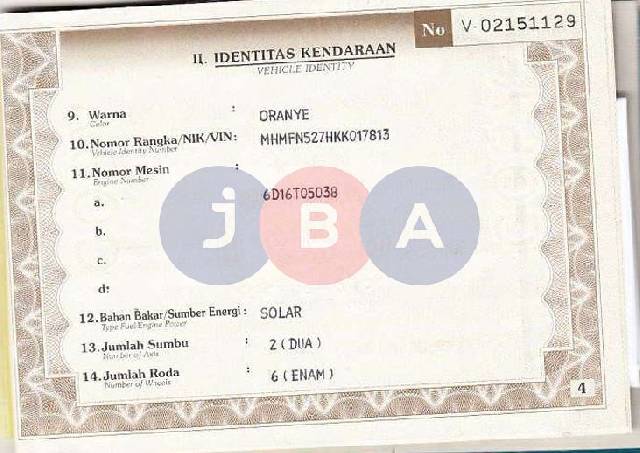 No V-02151129
II. IDENTITAS KENDARAAN
VEHICLE IDENTITY
9. Warna : ORANYE
Color
10. Nomor Rangka/NIK/VIN: MHMFN527HKK017813
Vehicle Identity Number
11. Nomor Mesin :
Engine Number
a. 6D16T05038
b.
c.
d:
JBA
12. Bahan Bakar/Sumber Energi : SOLAR
Type Fuel/Engine Power
13. Jumlah Sumbu : 2 (DUA)
Number of Axis
14. Jumlah Roda : 6 (ENAM)
Number of Wheels
4